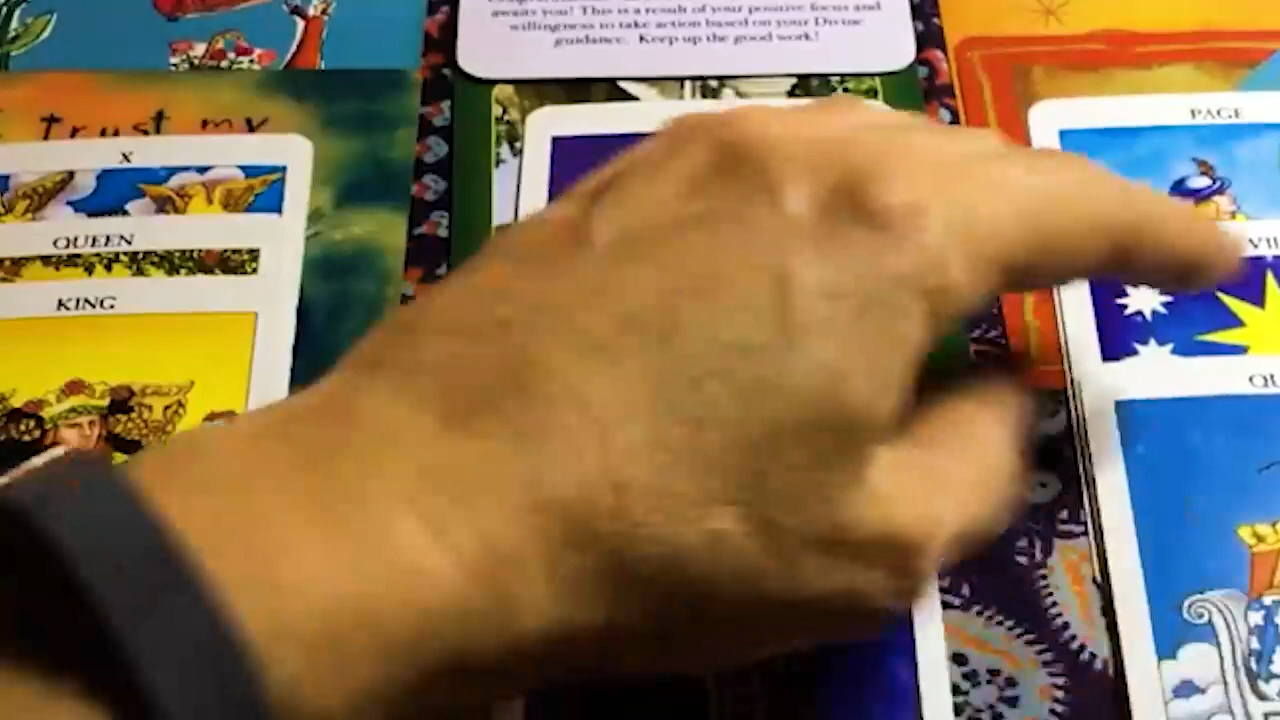 awaits you! This is a result of your positive focus and
willingness to take action based on your Divine
guidance. Keep up the good work!
trust my
X
QUEEN
KING
PAGE
VII